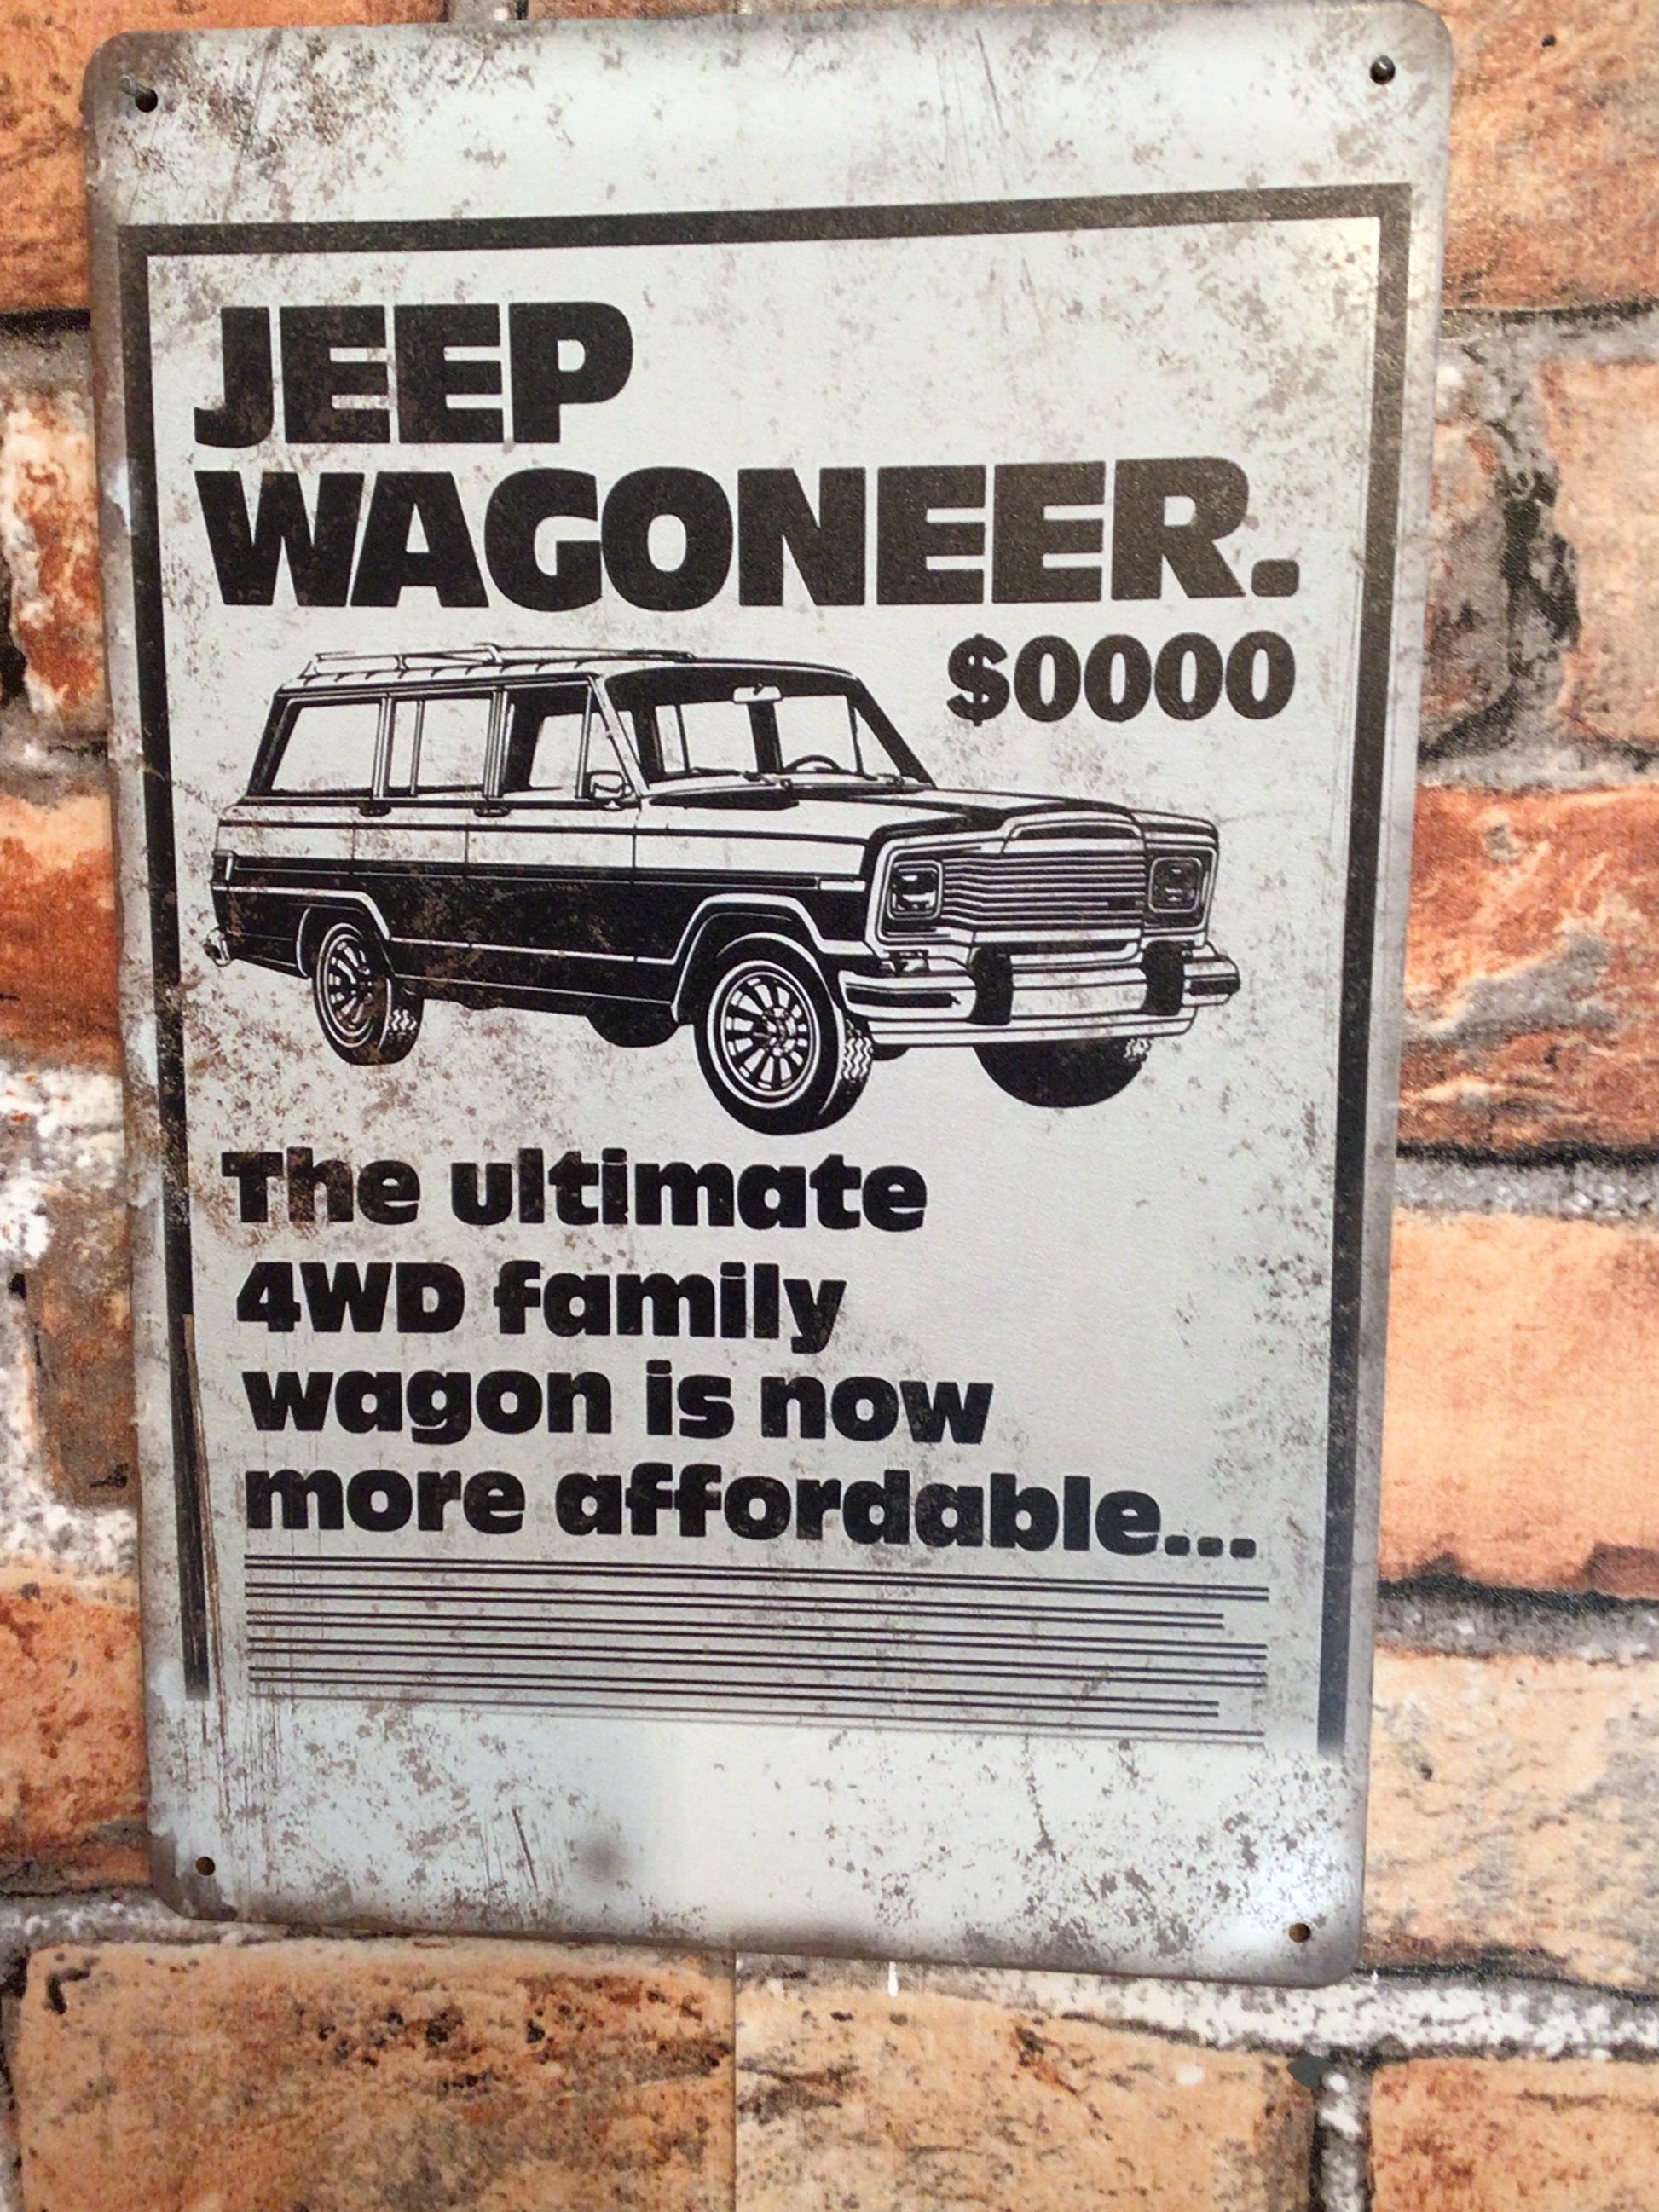 JEEP
WAGONEER.
$0000
The ultimate
4WD family
wagon is now
more affordable...